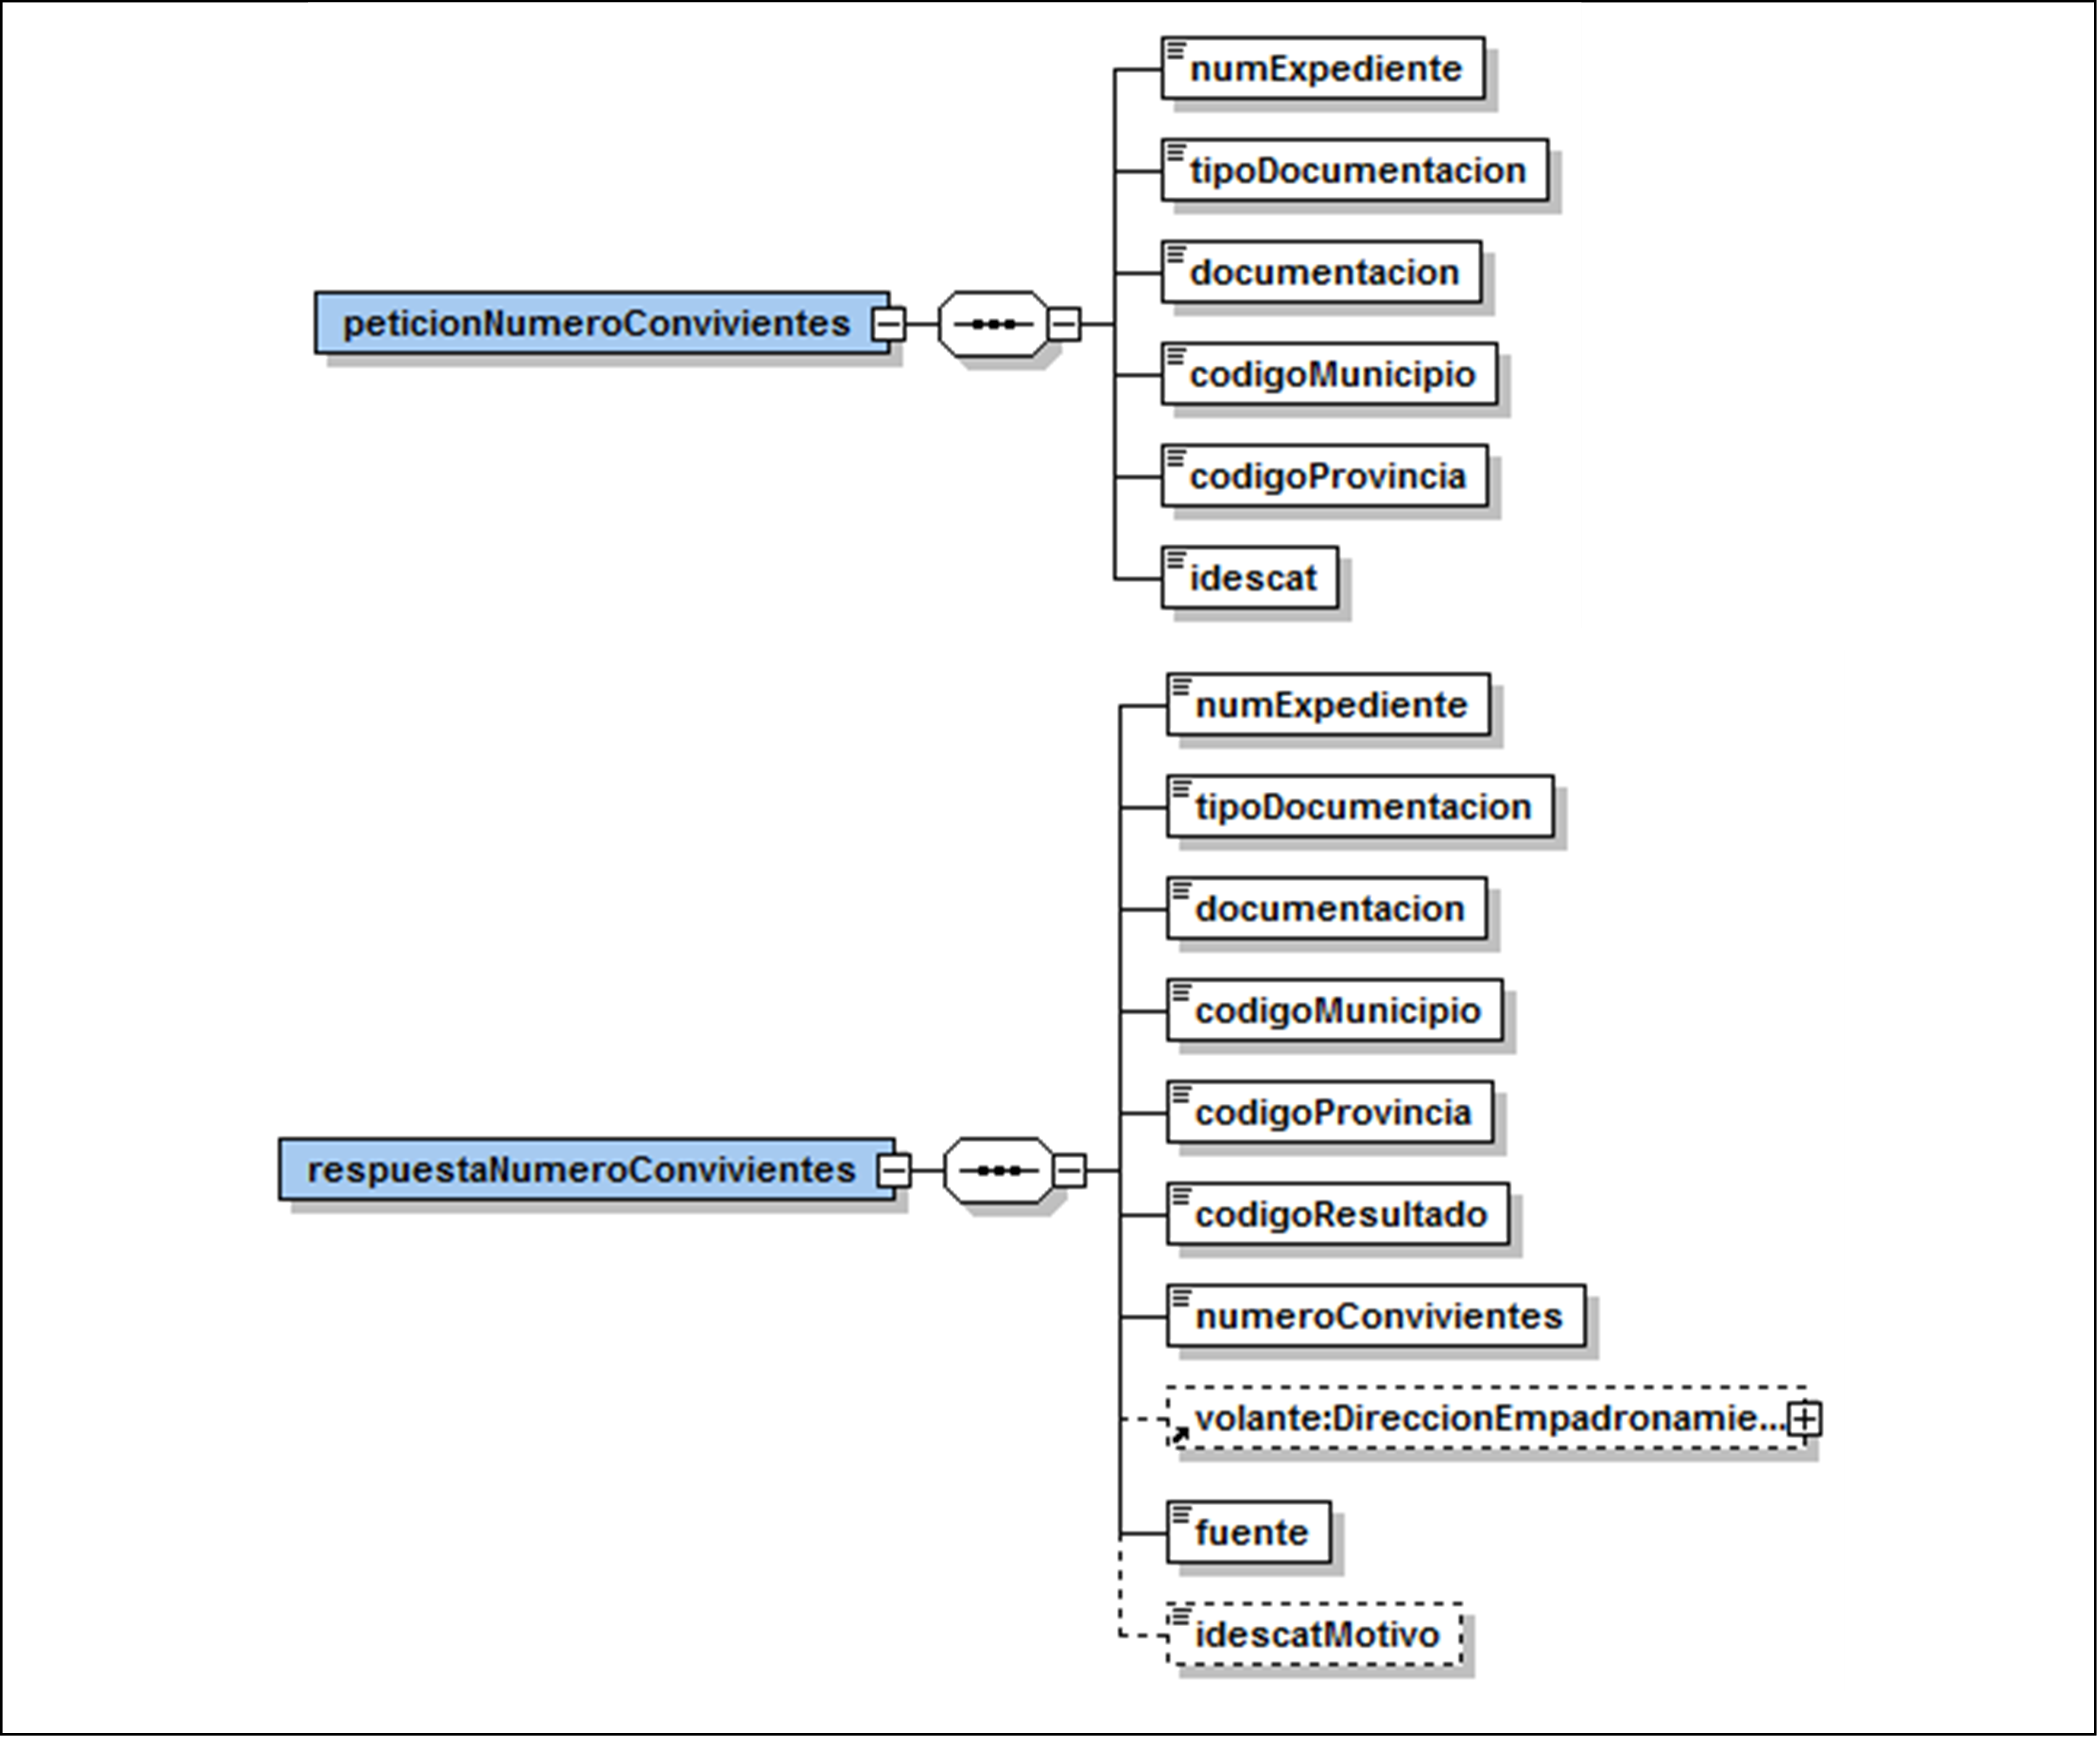 numExpediente
tipoDocumentacion
documentacion
peticionNumeroConvivientes
codigoMunicipio
codigoProvincia
idescat
numExpediente
tipoDocumentacion
documentacion
codigoMunicipio
codigoProvincia
respuestaNumeroConvivientes
codigoResultado
numeroConvivientes
volante:DireccionEmpadronamie...
fuente
idescatMotivo